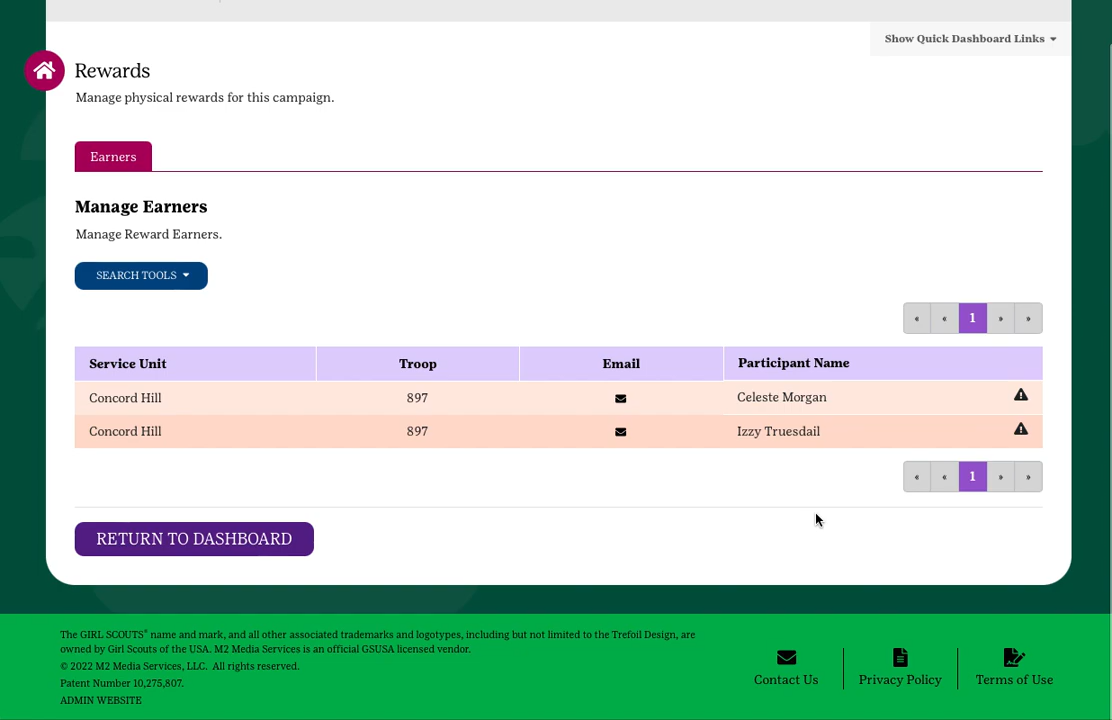 Show Quick Dashboard Links
Rewards
Manage physical rewards for this campaign.
Earners
Manage Earners
Manage Reward Earners.
SEARCH TOOLS
« « 1 » »
Service Unit Troop Email Participant Name
Concord Hill 897 Celeste Morgan
Concord Hill 897 Izzy Truesdail
« « 1 » »
RETURN TO DASHBOARD
The GIRL SCOUTS® name and mark, and all other associated trademarks and logotypes, including but not limited to the Trefoil Design, are
owned by Girl Scouts of the USA. M2 Media Services is an official GSUSA licensed vendor.
© 2022 M2 Media Services, LLC. All rights reserved.
Patent Number 10,275,807.
ADMIN WEBSITE
Contact Us
Privacy Policy
Terms of Use